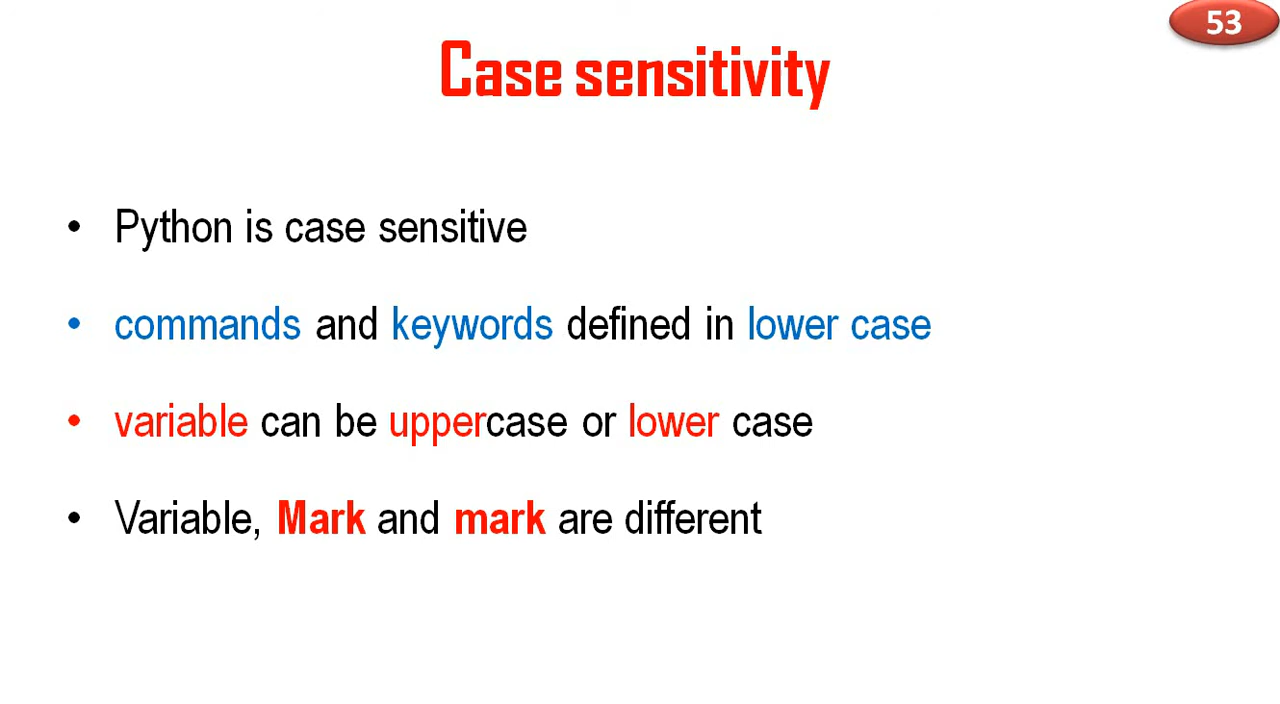 53
Case sensitivity
• Python is case sensitive
• commands and keywords defined in lower case
• variable can be uppercase or lower case
• Variable, Mark and mark are different